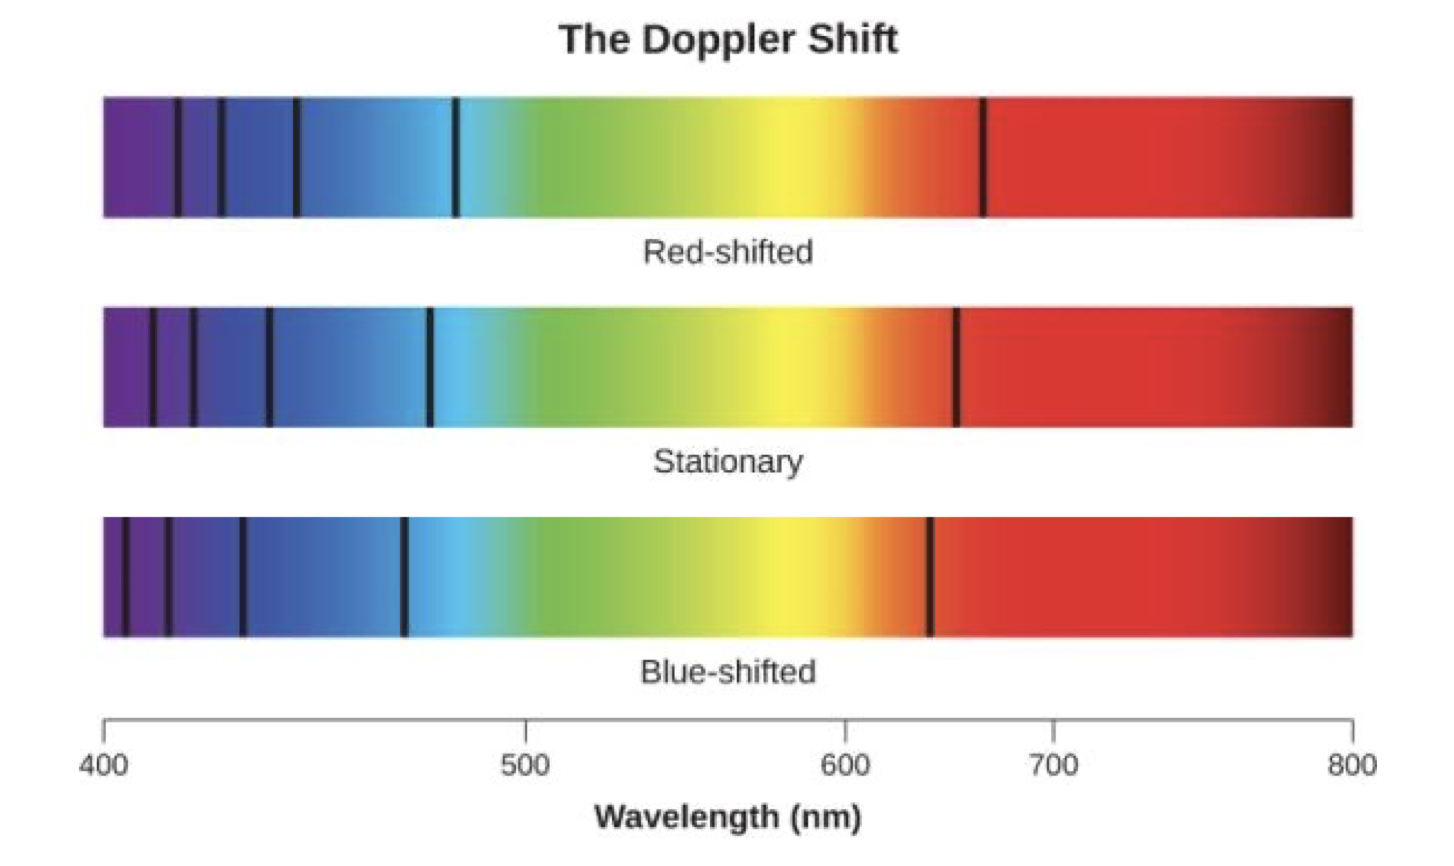 The Doppler Shift
Red-shifted
Stationary
Blue-shifted
400 500 600 700 800
Wavelength (nm)